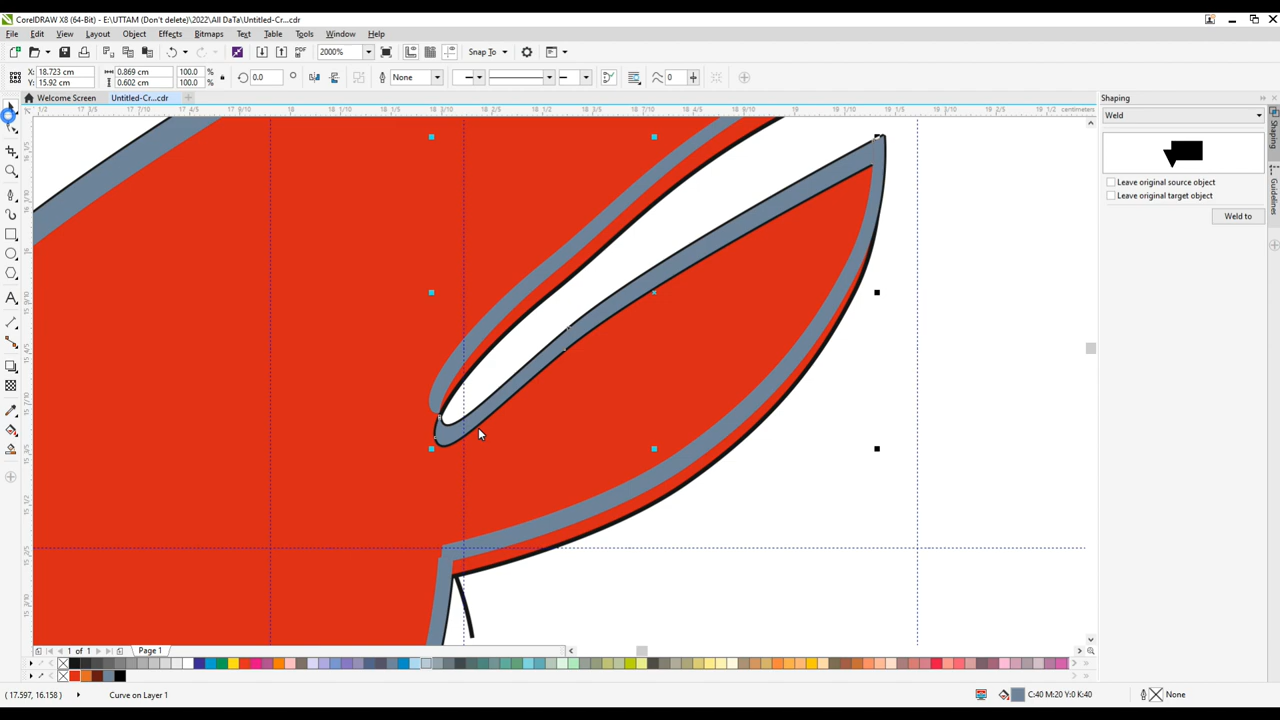 CorelDRAW X8 (64-Bit) - E:\UTTAM (Don't delete)\2022\All DaTa\Untitled-Cr...cdr
File Edit View Layout Object Effects Bitmaps Text Table Tools Window Help
PDF 2000% Snap To
X: 18.723 cm 0.869 cm 100.0 % 0.0 ° None 0
Y: 15.92 cm 0.602 cm 100.0 %
Welcome Screen Untitled-Cr...cdr
Shaping
centimeters
Weld
Leave original source object
Leave original target object
Weld to
Shaping
Guidelines
1 of 1 Page 1
( 17.597, 16.158 ) Curve on Layer 1 C:40 M:20 Y:0 K:40 None